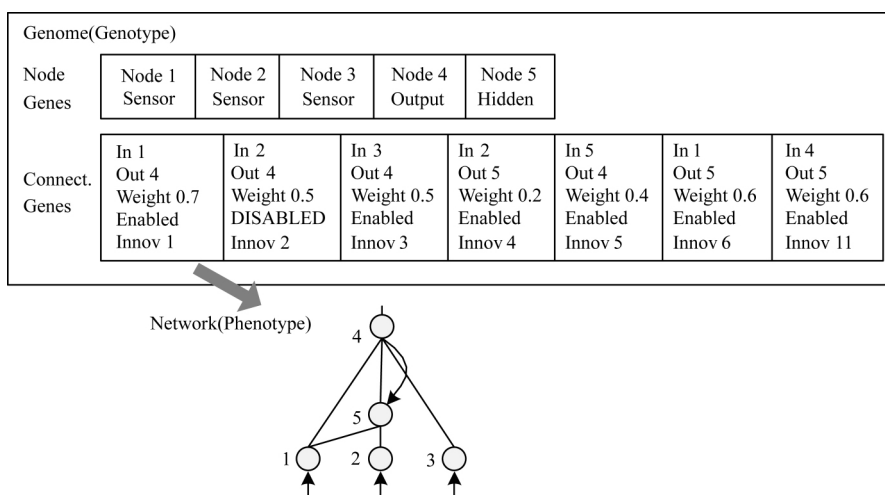 Genome(Genotype)
Node
Genes
Node 1
Sensor
Node 2
Sensor
Node 3
Sensor
Node 4
Output
Node 5
Hidden
Connect.
Genes
In 1
Out 4
Weight 0.7
Enabled
Innov 1
In 2
Out 4
Weight 0.5
DISABLED
Innov 2
In 3
Out 4
Weight 0.5
Enabled
Innov 3
In 2
Out 5
Weight 0.2
Enabled
Innov 4
In 5
Out 4
Weight 0.4
Enabled
Innov 5
In 1
Out 5
Weight 0.6
Enabled
Innov 6
In 4
Out 5
Weight 0.6
Enabled
Innov 11
Network(Phenotype)
4
5
1
2
3